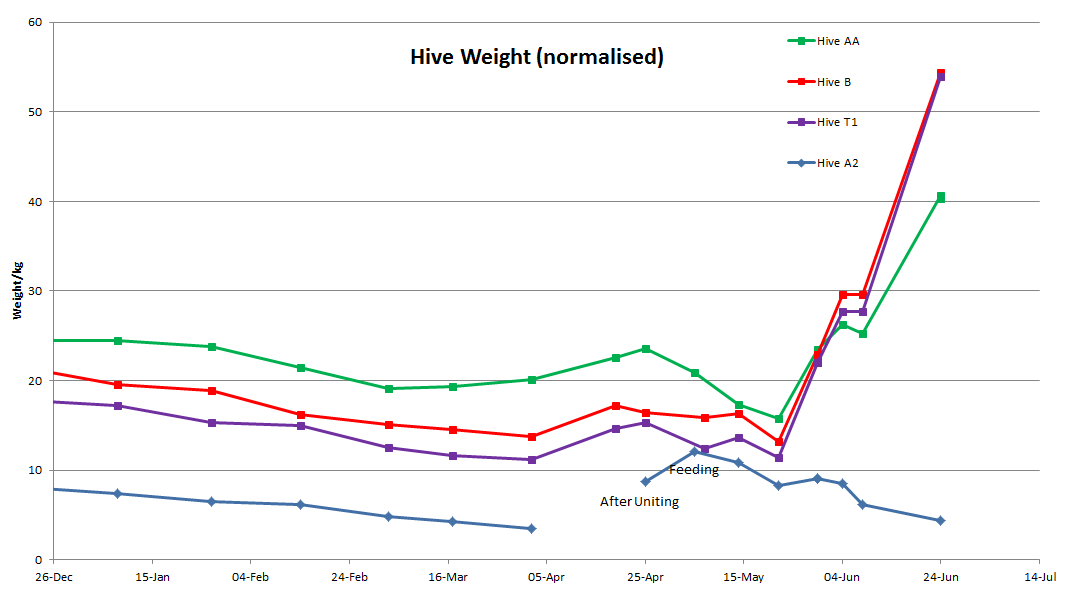 60
Hive Weight (normalised)
Hive AA
Hive B
Hive T1
Hive A2
50
40
30
20
10
0
Weight/kg
Feeding
After Uniting
26-Dec 15-Jan 04-Feb 24-Feb 16-Mar 05-Apr 25-Apr 15-May 04-Jun 24-Jun 14-Jul